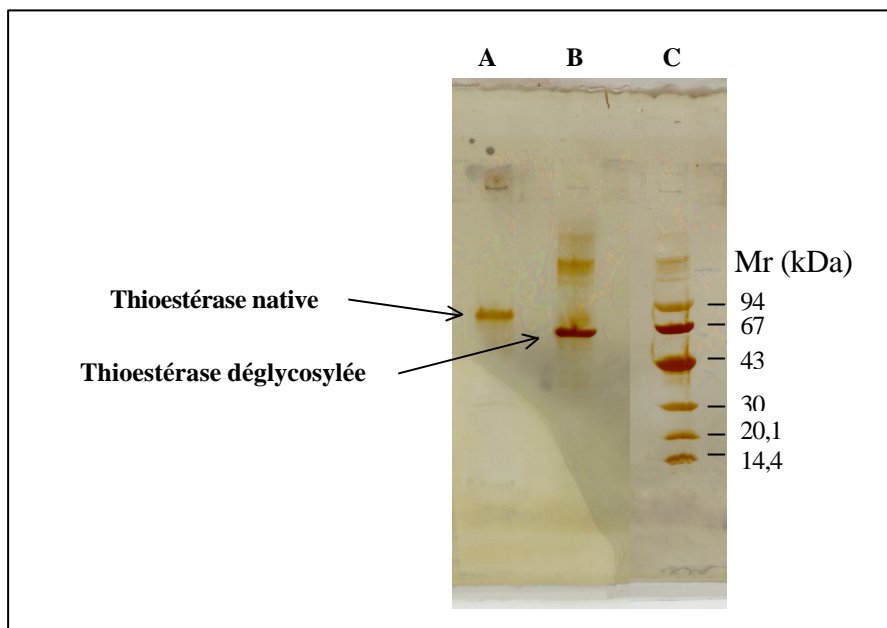 A B C
Mr (kDa)
94
Thioestérase native
67
43
Thioestérase déglycosylée
30
20,1
14,4